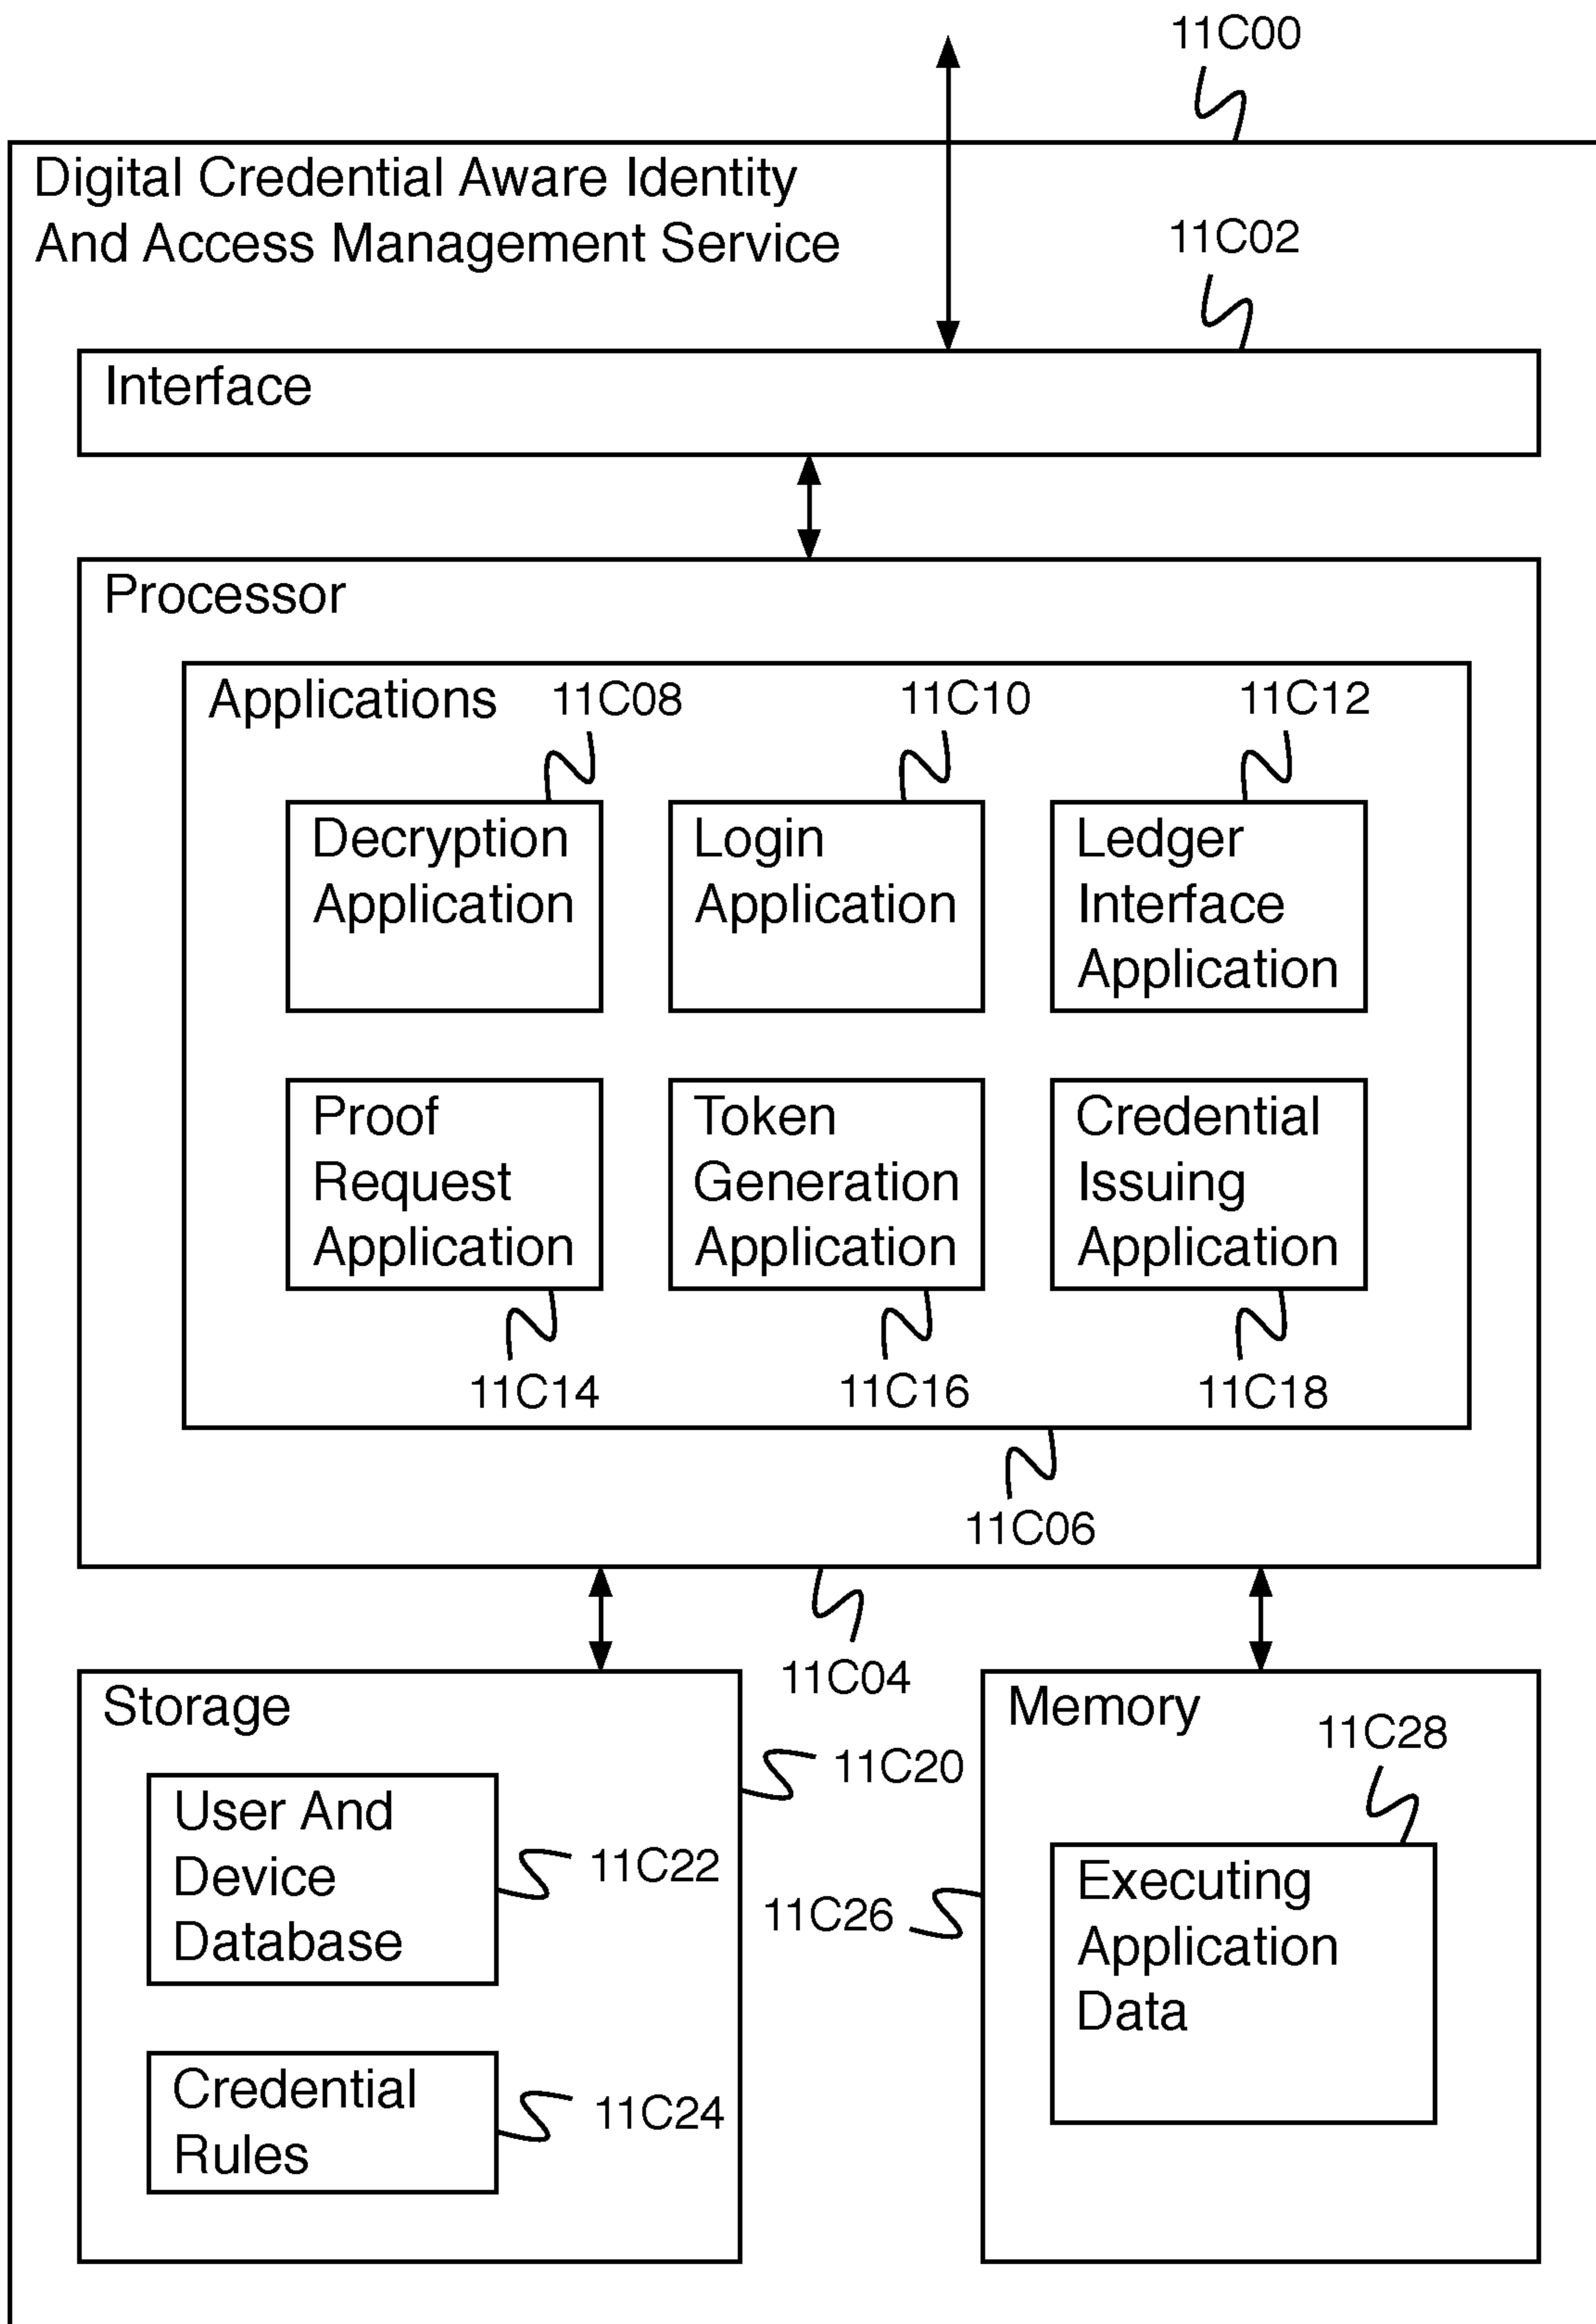 11C00
Digital Credential Aware Identity
And Access Management Service
11C02
Interface
Processor
Applications
11C08
11C10
11C12
Decryption
Application
Login
Application
Ledger
Interface
Application
Proof
Request
Application
Token
Generation
Application
Credential
Issuing
Application
11C14
11C16
11C18
11C06
11C04
Storage
11C20
User And
Device
Database
11C22
Credential
Rules
11C24
Memory
11C28
11C26
Executing
Application
Data